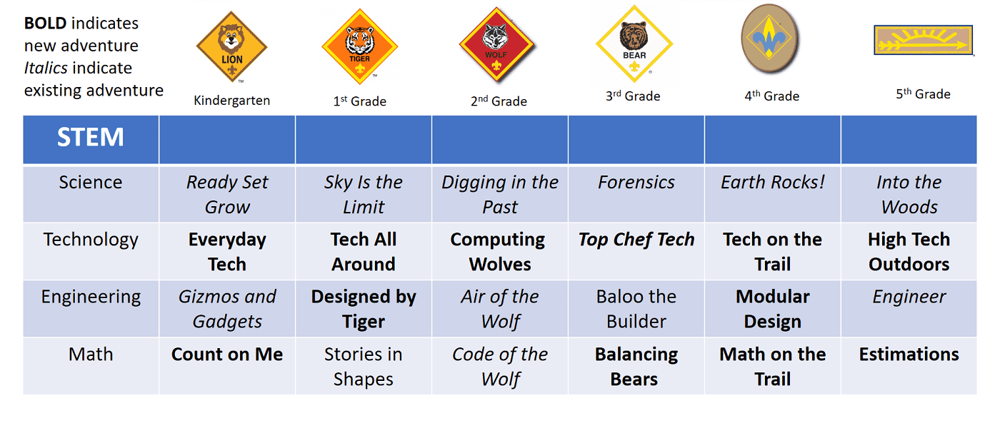 BOLD indicates
new adventure
Italics indicate
existing adventure
LION
TM
Kindergarten
TIGER
TM
1st Grade
WOLF
2nd Grade
BEAR
®
3rd Grade
4th Grade
5th Grade
STEM
Science
Ready Set
Grow
Sky Is the
Limit
Digging in the
Past
Forensics
Earth Rocks!
Into the
Woods
Technology
Everyday
Tech
Tech All
Around
Computing
Wolves
Top Chef Tech
Tech on the
Trail
High Tech
Outdoors
Engineering
Gizmos and
Gadgets
Designed by
Tiger
Air of the
Wolf
Baloo the
Builder
Modular
Design
Engineer
Math
Count on Me
Stories in
Shapes
Code of the
Wolf
Balancing
Bears
Math on the
Trail
Estimations